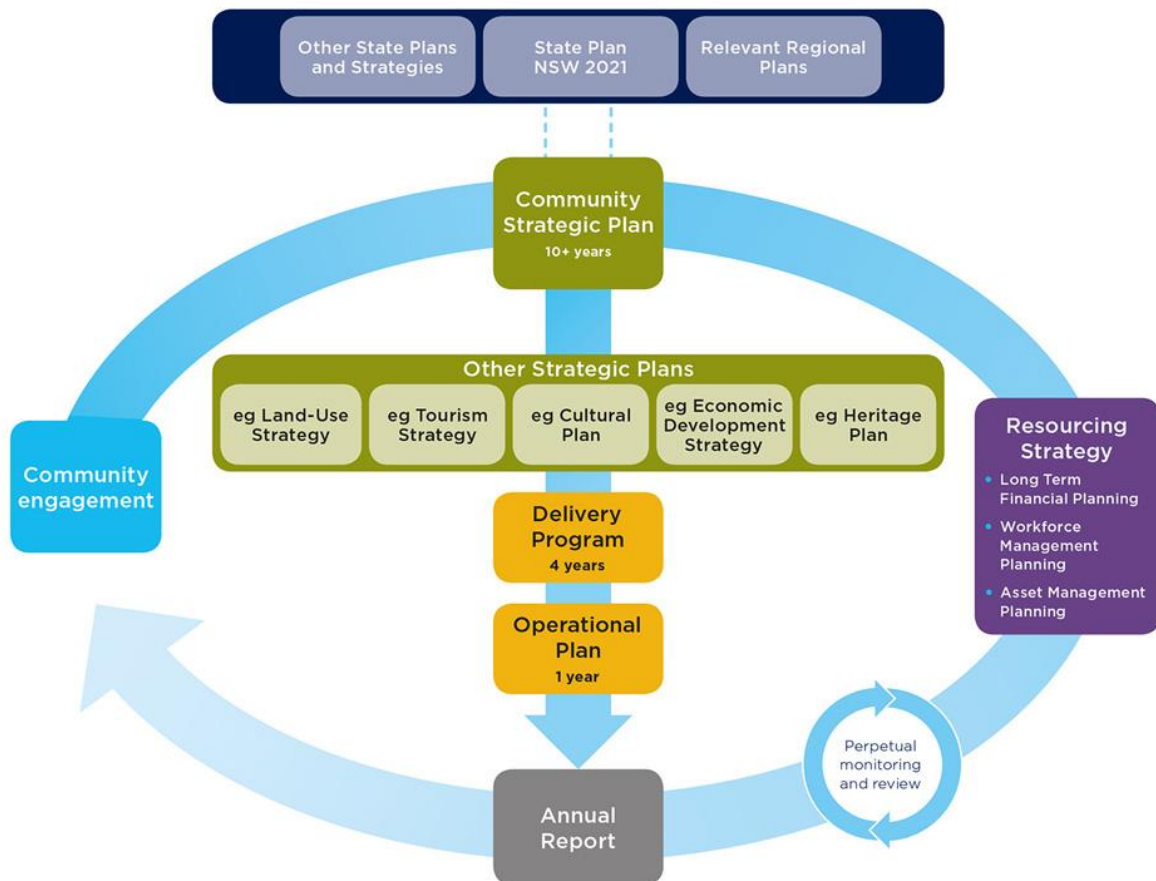 Other State Plans
and Strategies
State Plan
NSW 2021
Relevant Regional
Plans
Community
Strategic Plan
10+ years
Other Strategic Plans
eg Land-Use
Strategy
eg Tourism
Strategy
eg Cultural
Plan
eg Economic
Development
Strategy
eg Heritage
Plan
Community
engagement
Resourcing
Strategy
• Long Term
Financial Planning
• Workforce
Management
Planning
• Asset Management
Planning
Delivery
Program
4 years
Operational
Plan
1 year
Perpetual
monitoring
and review
Annual
Report